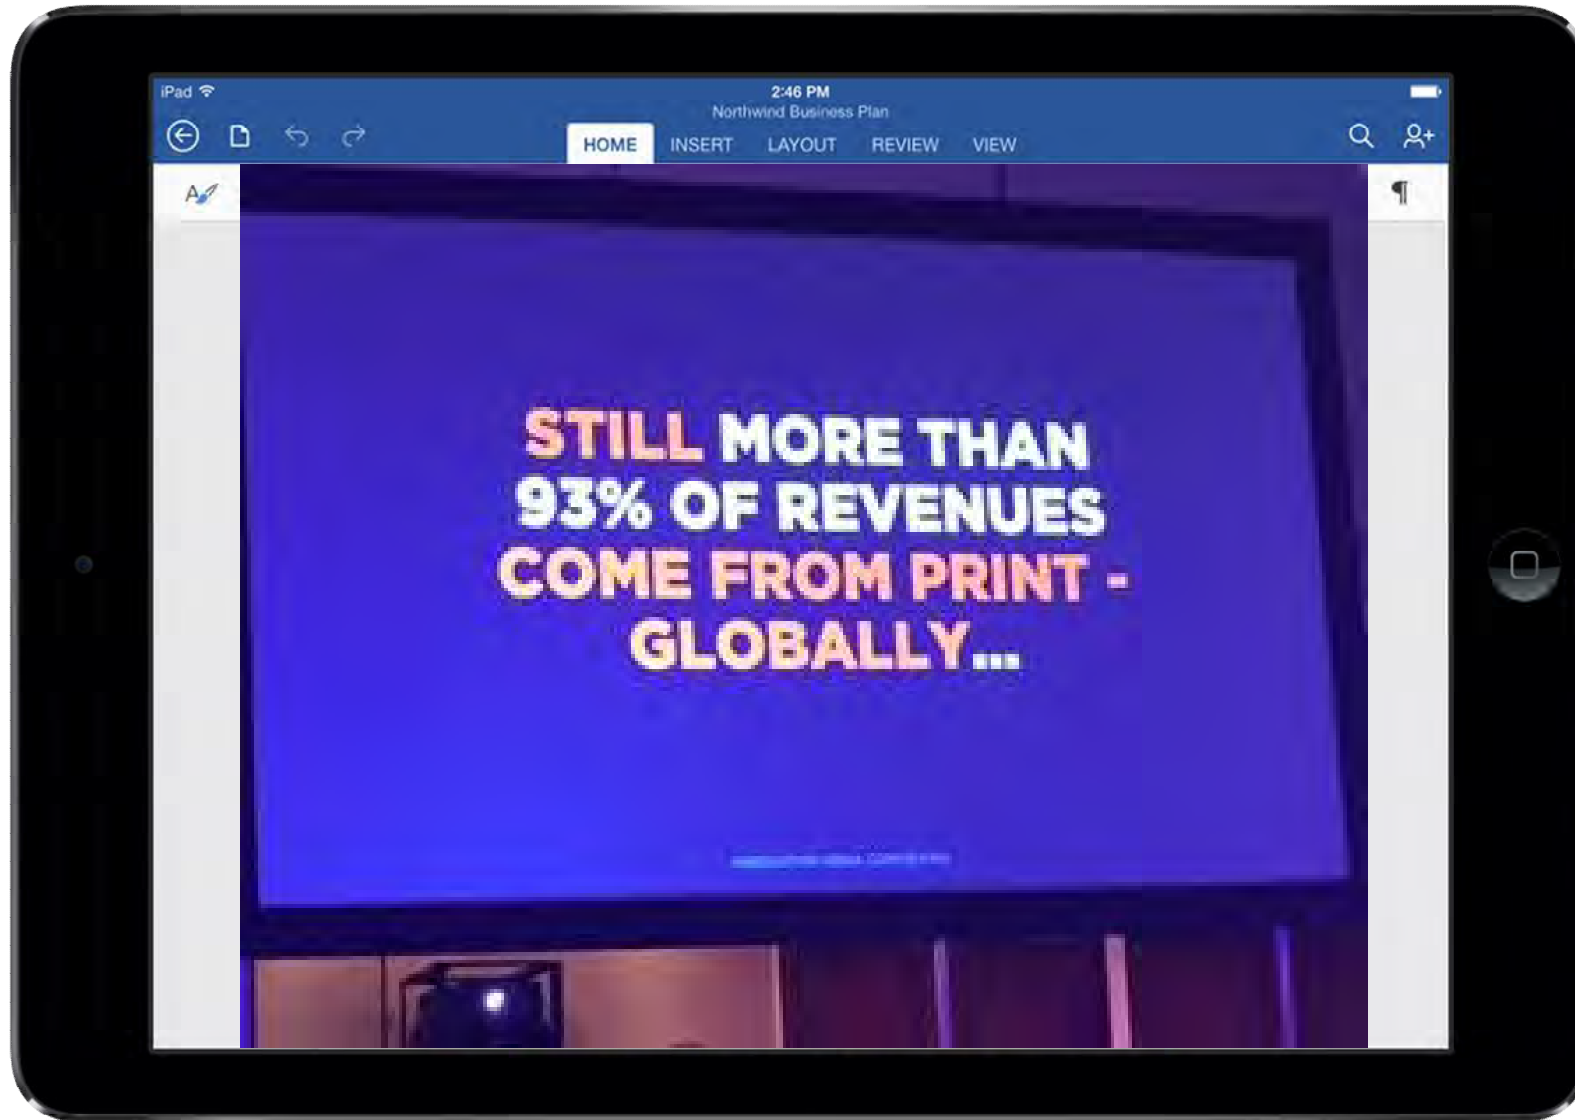 iPad
2:46 PM
Northwind Business Plan
HOME INSERT LAYOUT REVIEW VIEW
STILL MORE THAN
93% OF REVENUES
COME FROM PRINT -
GLOBALLY...